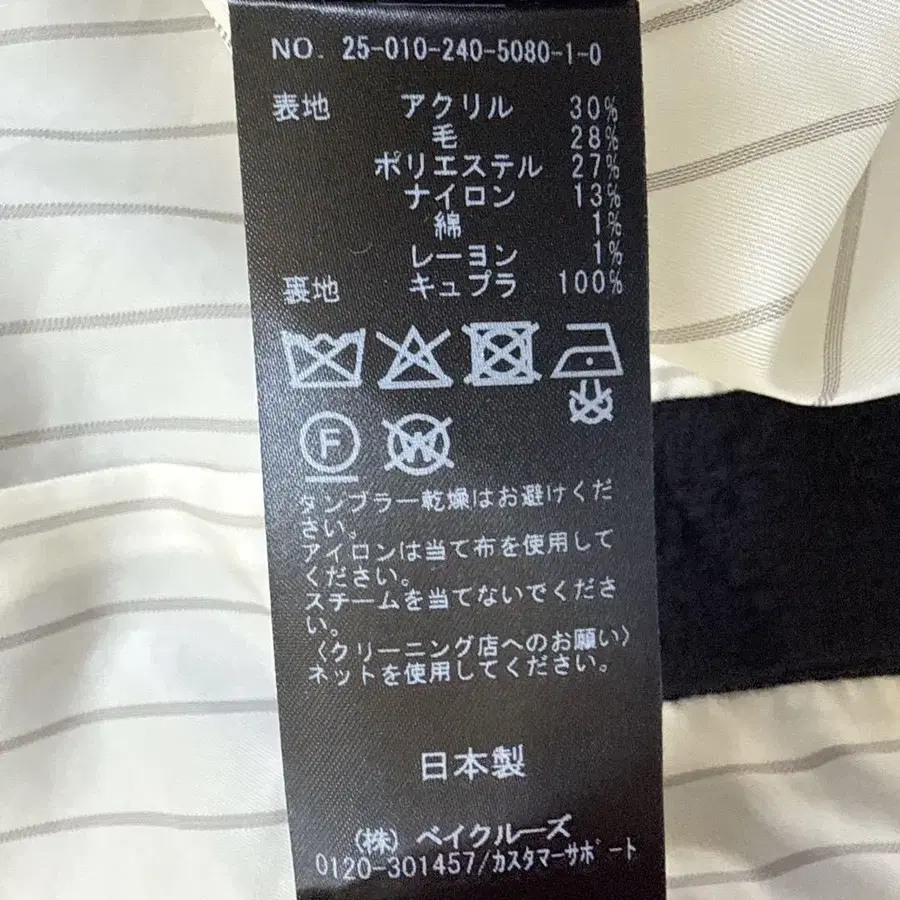 NO. 25-010-240-5080-1-0
表地 アクリル 30%
毛 28%
ポリエステル 27%
ナイロン 13%
綿 1%
レーヨン 1%
裏地 キュプラ 100%
F W
タンブラー乾燥はお避けくだ
さい。
アイロンは当て布を使用して
ください。
スチームを当てないでくださ
い。
〈クリーニング店へのお願い〉
ネットを使用してください。
日本製
(株) ベイクルーズ
0120-301457/カスタマーサポート